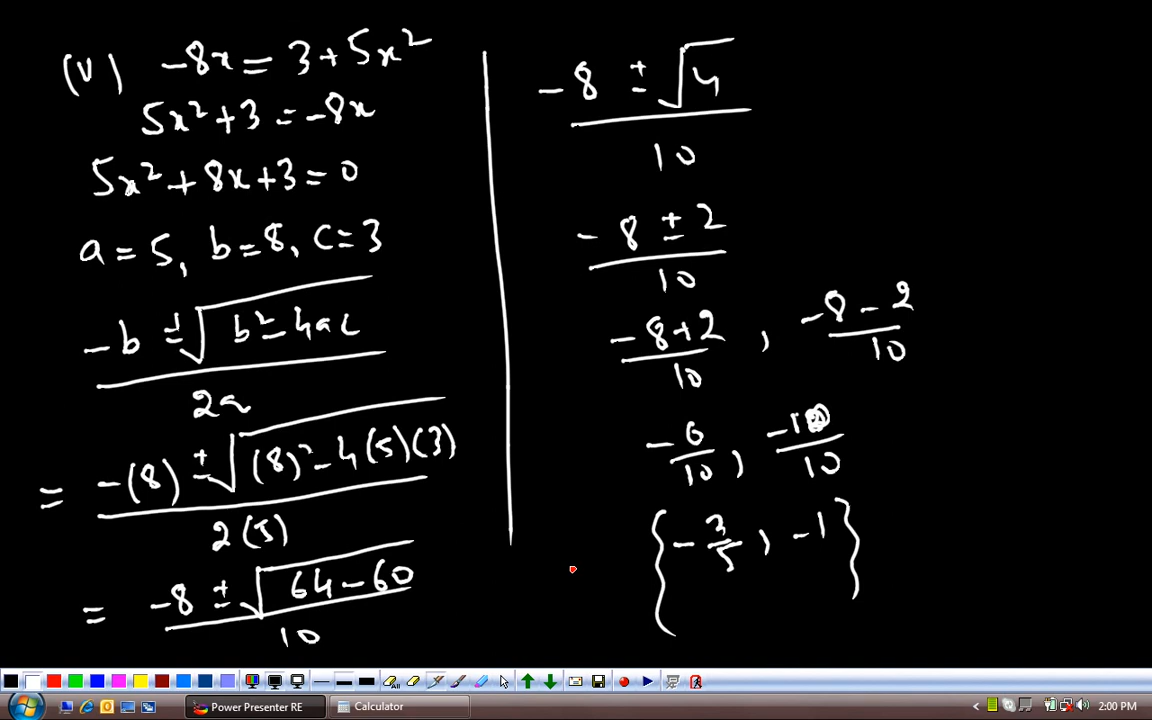 (V) -8x = 3 + 5x²
5x² + 3 = -8x
5x² + 8x + 3 = 0
a = 5, b = 8, c = 3
-b ± √(b² - 4ac)
2a
= -(8) ± √((8)² - 4(5)(3))
2(5)
= -8 ± √(64 - 60)
10
-8 ± √4
10
-8 ± 2
10
-8+2 , -8-2
10 10
-6/10 , -10/10
{ -3/5 , -1 }
All
Power Presenter RE
Calculator
2:00 PM